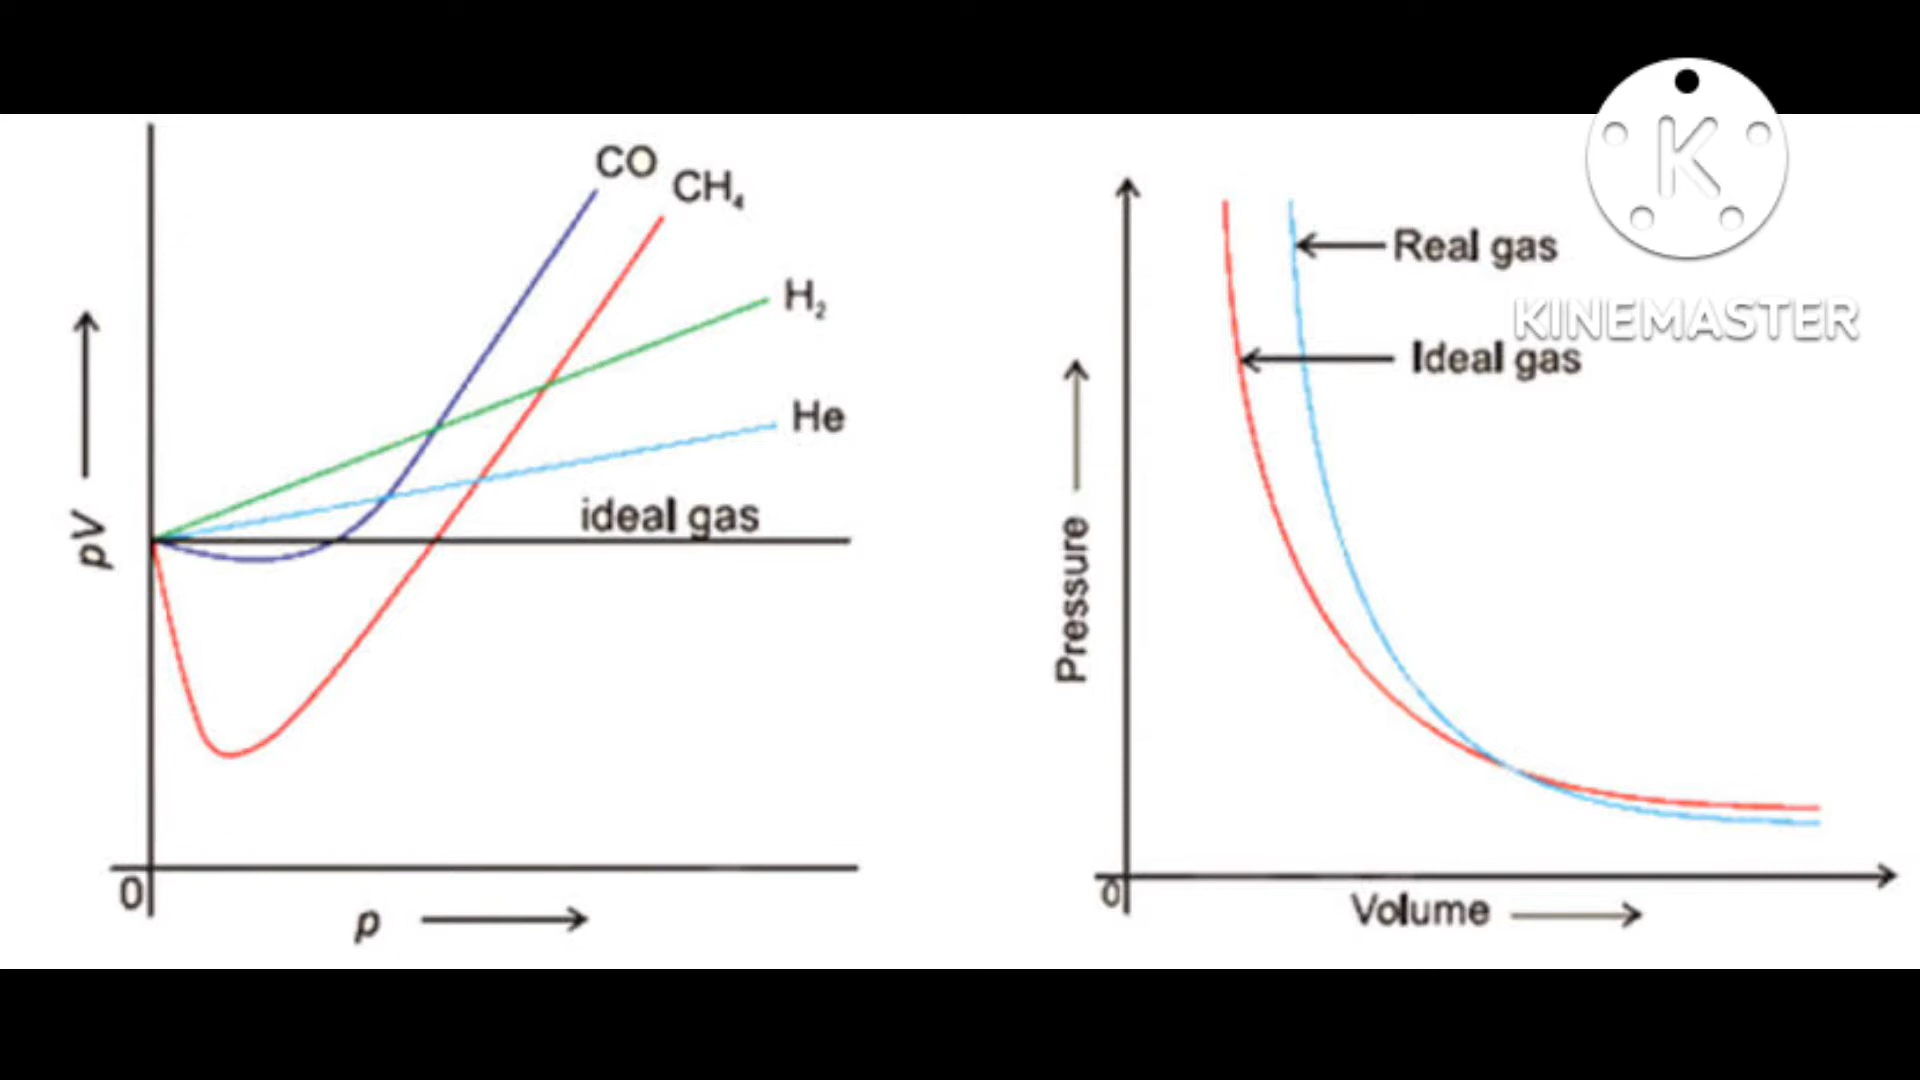 CO
CH₄
H₂
He
ideal gas
pV
0
p
K
KINEMASTER
Real gas
Ideal gas
Pressure
0
Volume